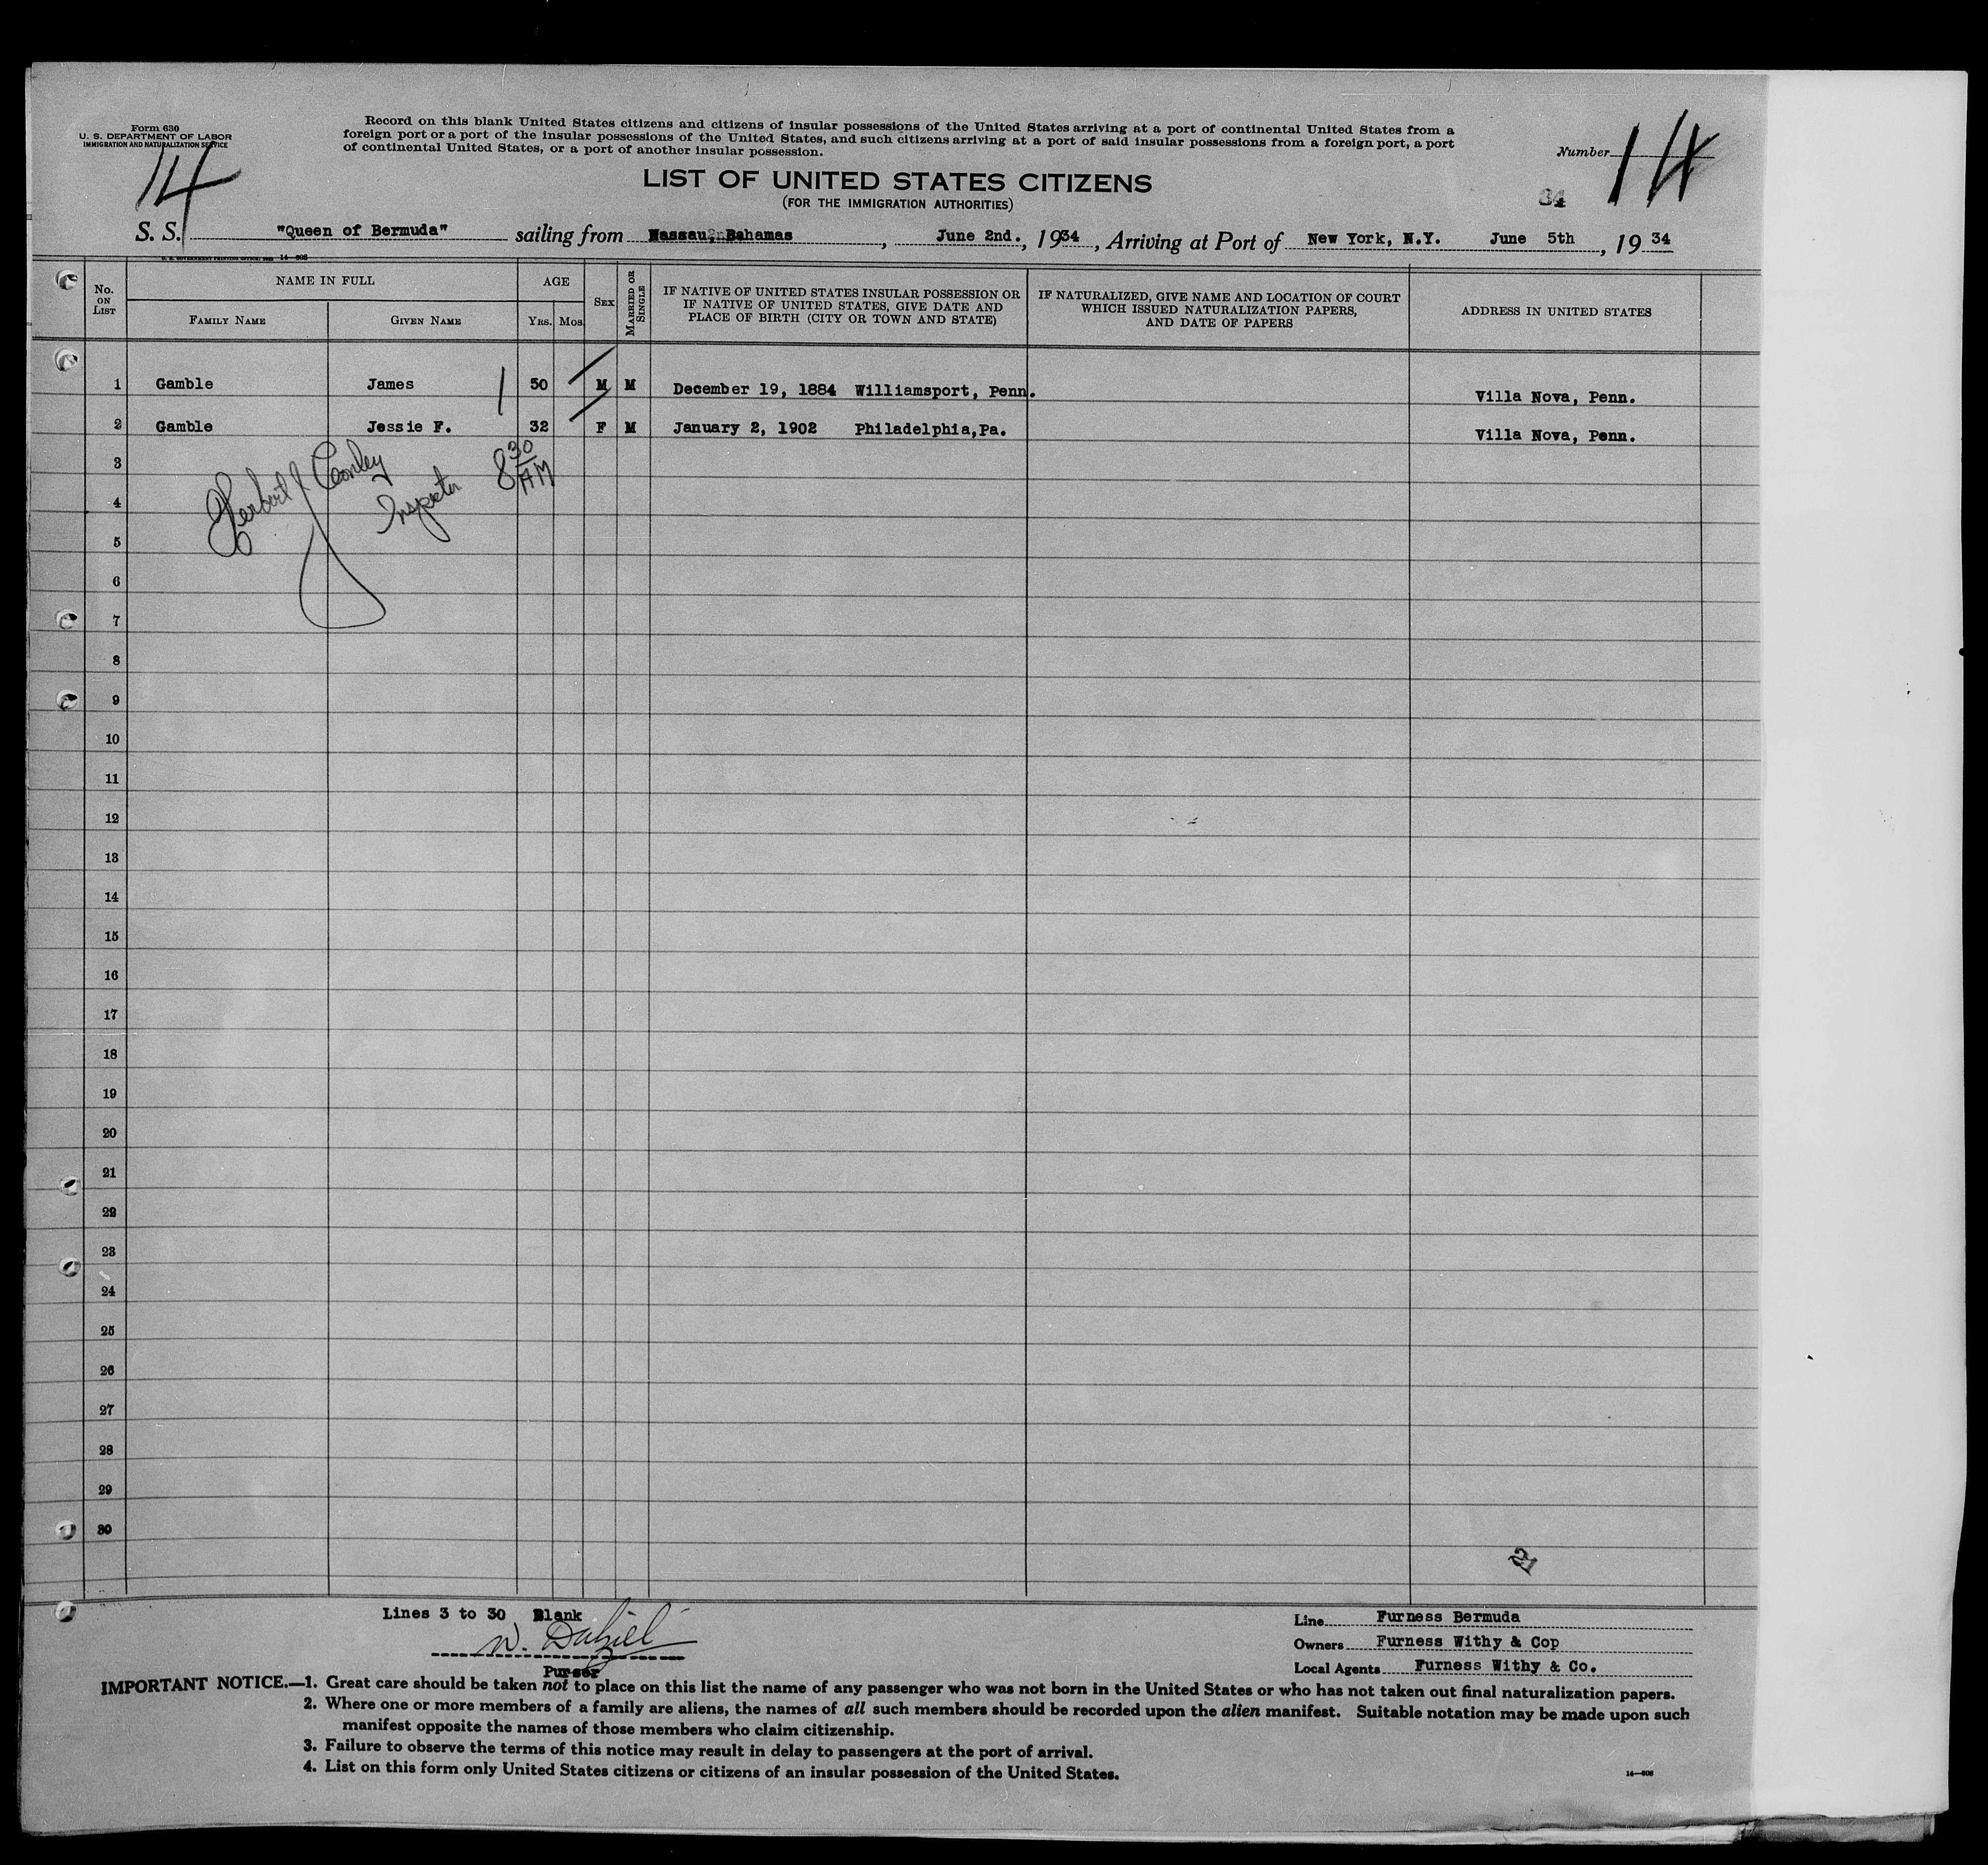 Form 630
U. S. DEPARTMENT OF LABOR
IMMIGRATION AND NATURALIZATION SERVICE
14
Record on this blank United States citizens and citizens of insular possessions of the United States arriving at a port of continental United States from a
foreign port or a port of the insular possessions of the United States, and such citizens arriving at a port of said insular possessions from a foreign port, a port
of continental United States, or a port of another insular possession.
Number 14
LIST OF UNITED STATES CITIZENS
(FOR THE IMMIGRATION AUTHORITIES)
34
S. S. "Queen of Bermuda" sailing from Nassau, Bahamas, June 2nd., 1934, Arriving at Port of New York, N.Y. June 5th, 1934
14—608
No. ON LIST
NAME IN FULL
FAMILY NAME
GIVEN NAME
AGE
YRS.
MOS.
SEX
MARRIED OR SINGLE
IF NATIVE OF UNITED STATES INSULAR POSSESSION OR
IF NATIVE OF UNITED STATES, GIVE DATE AND
PLACE OF BIRTH (CITY OR TOWN AND STATE)
IF NATURALIZED, GIVE NAME AND LOCATION OF COURT
WHICH ISSUED NATURALIZATION PAPERS,
AND DATE OF PAPERS
ADDRESS IN UNITED STATES
1 Gamble James 50 M M December 19, 1884 Williamsport, Penn. Villa Nova, Penn.
2 Gamble Jessie F. 32 F M January 2, 1902 Philadelphia,Pa. Villa Nova, Penn.
Herbert J. Conley
Inspector
8 30 AM
3
4
5
6
7
8
9
10
11
12
13
14
15
16
17
18
19
20
21
22
23
24
25
26
27
28
29
30
Lines 3 to 30 Blank
W. Dalziel
Purser
Line Furness Bermuda
Owners Furness Withy & Cop
Local Agents Furness Withy & Co.
IMPORTANT NOTICE.—1. Great care should be taken not to place on this list the name of any passenger who was not born in the United States or who has not taken out final naturalization papers.
2. Where one or more members of a family are aliens, the names of all such members should be recorded upon the alien manifest. Suitable notation may be made upon such
manifest opposite the names of those members who claim citizenship.
3. Failure to observe the terms of this notice may result in delay to passengers at the port of arrival.
4. List on this form only United States citizens or citizens of an insular possession of the United States.
14—608